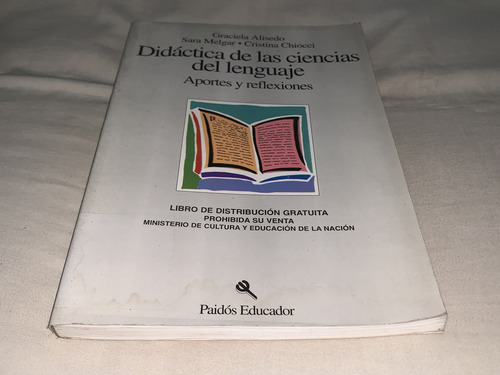 Graciela Alisedo
Sara Melgar • Cristina Chiocci
Didáctica de las ciencias
del lenguaje
Aportes y reflexiones
LIBRO DE DISTRIBUCIÓN GRATUITA
PROHIBIDA SU VENTA
MINISTERIO DE CULTURA Y EDUCACIÓN DE LA NACIÓN
Paidós Educador